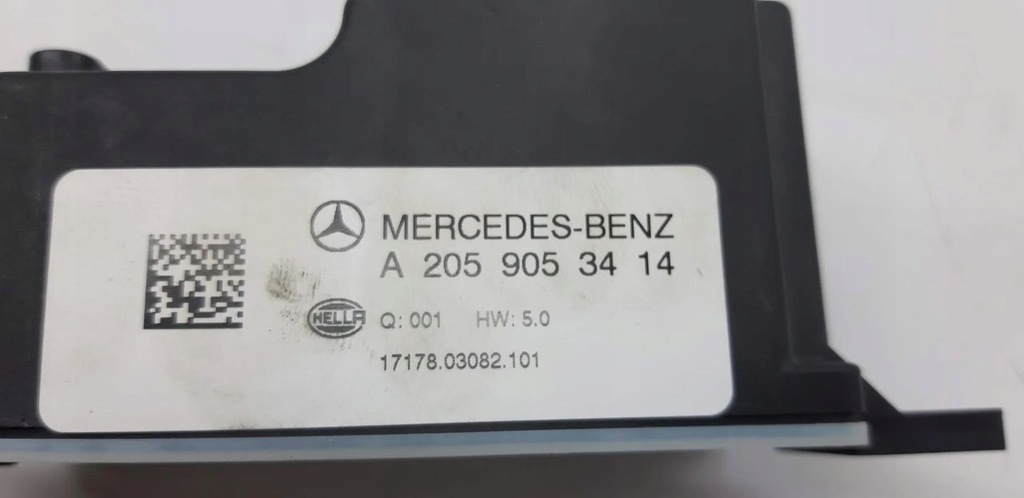 MERCEDES-BENZ
A 205 905 34 14
HELLA Q: 001 HW: 5.0
17178.03082.101